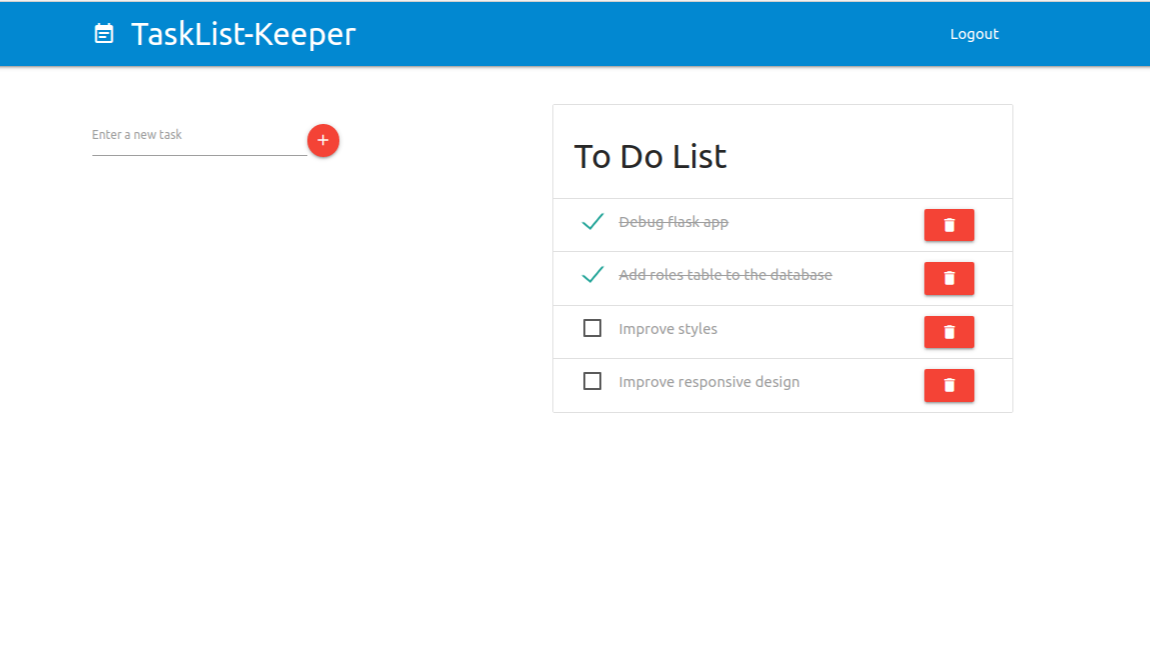 TaskList-Keeper
Logout
Enter a new task
To Do List
Debug flask app
Add roles table to the database
Improve styles
Improve responsive design